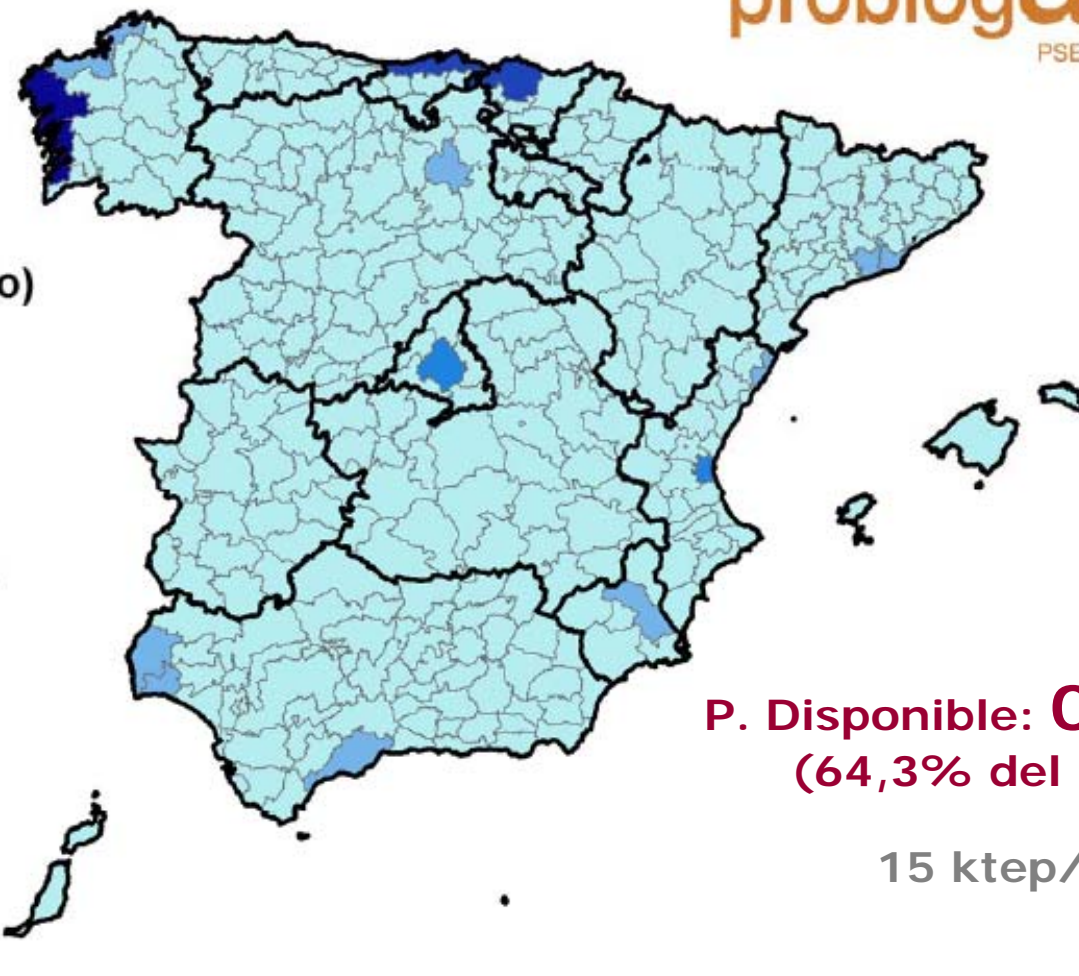 probiog
PSE
o)
P. Disponible:
(64,3% del
15 ktep/